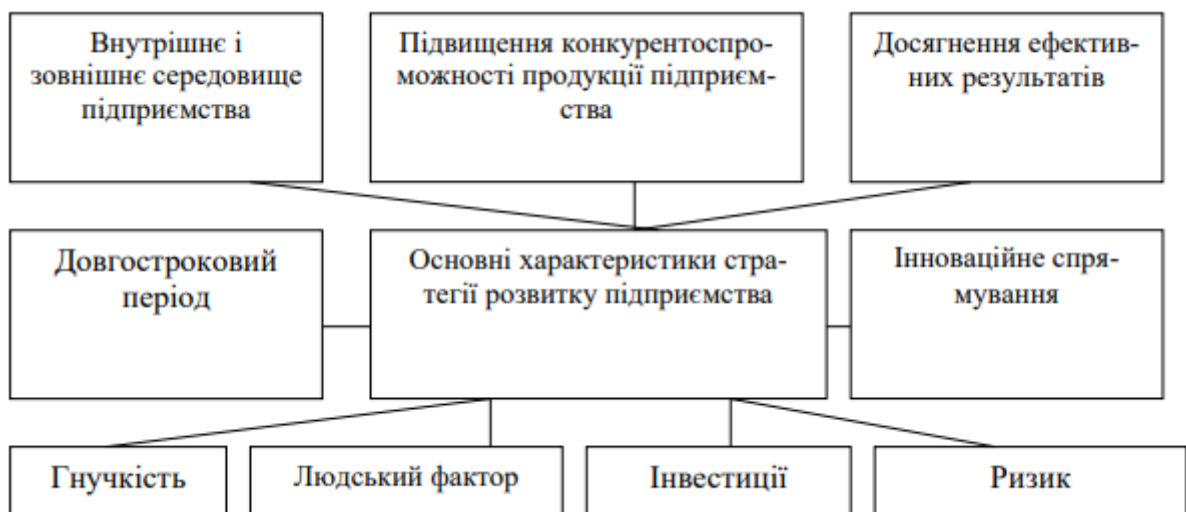 Внутрішнє і
зовнішнє середовище
підприємства
Підвищення конкурентоспро-
можності продукції підприєм-
ства
Досягнення ефектив-
них результатів
Довгостроковий
період
Основні характеристики стра-
тегії розвитку підприємства
Інноваційне спря-
мування
Гнучкість
Людський фактор
Інвестиції
Ризик